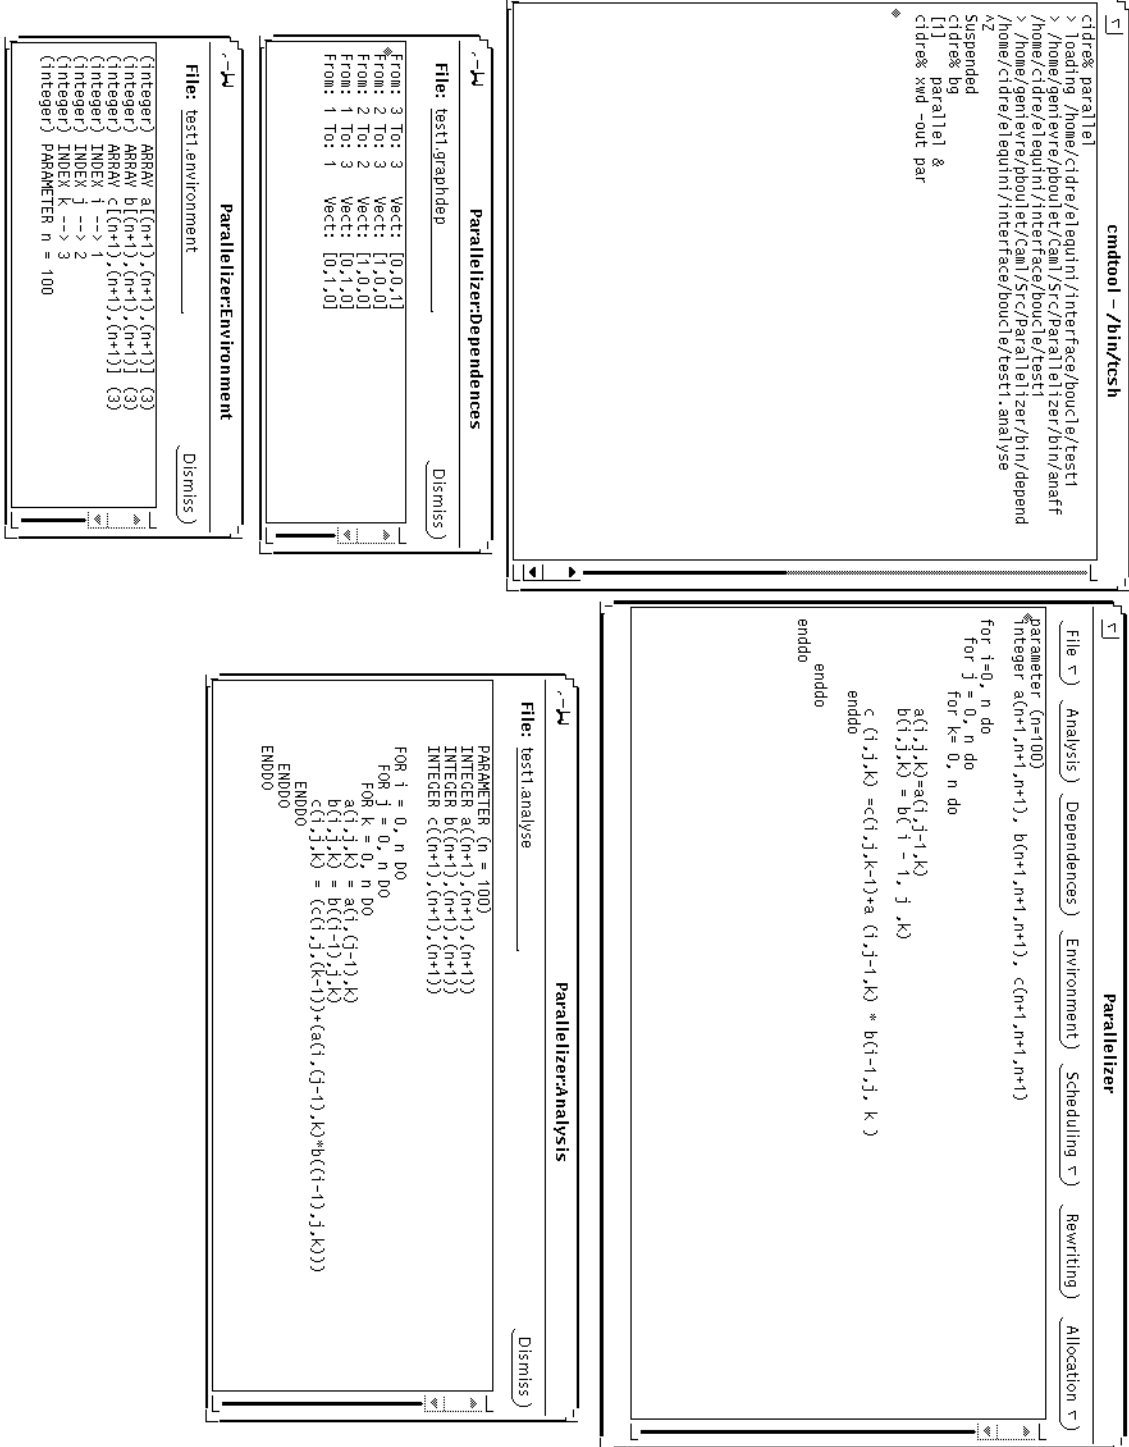 cmdtool - /bin/tcsh
cidre% parallel
> loading /home/cidre/elequini/interface/boucle/test1
> /home/genievre/pboulet/Caml/Src/Parallelizer/bin/anaff
/home/cidre/elequini/interface/boucle/test1
> /home/genievre/pboulet/Caml/Src/Parallelizer/bin/depend
/home/cidre/elequini/interface/boucle/test1.analyse
^Z
Suspended
cidre% bg
[1] parallel &
cidre% xwd -out par
Parallelizer
File Analysis Dependences Environment Scheduling Rewriting Allocation
parameter (n=100)
integer a(n+1,n+1,n+1), b(n+1,n+1,n+1), c(n+1,n+1,n+1)
for i=0, n do
for j = 0, n do
for k= 0, n do
a(i,j,k)=a(i,j-1,k)
b(i,j,k) = b( i - 1, j ,k)
c (i,j,k) =c(i,j,k-1)+a (i,j-1,k) * b(i-1,j, k )
enddo
enddo
enddo
Parallelizer:Dependences
File: test1.graphdep
Dismiss
From: 3 To: 3 Vect: [0,0,1]
From: 2 To: 3 Vect: [1,0,0]
From: 2 To: 2 Vect: [1,0,0]
From: 1 To: 3 Vect: [0,1,0]
From: 1 To: 1 Vect: [0,1,0]
Parallelizer:Analysis
File: test1.analyse
Dismiss
PARAMETER (n = 100)
INTEGER a((n+1),(n+1),(n+1))
INTEGER b((n+1),(n+1),(n+1))
INTEGER c((n+1),(n+1),(n+1))
FOR i = 0, n DO
FOR j = 0, n DO
FOR k = 0, n DO
a(i,j,k) = a(i,(j-1),k)
b(i,j,k) = b((i-1),j,k)
c(i,j,k) = (c(i,j,(k-1))+(a(i,(j-1),k)*b((i-1),j,k)))
ENDDO
ENDDO
ENDDO
Parallelizer:Environment
File: test1.environment
Dismiss
(integer) ARRAY a[(n+1),(n+1),(n+1)] (3)
(integer) ARRAY b[(n+1),(n+1),(n+1)] (3)
(integer) ARRAY c[(n+1),(n+1),(n+1)] (3)
(integer) INDEX i --> 1
(integer) INDEX j --> 2
(integer) INDEX k --> 3
(integer) PARAMETER n = 100